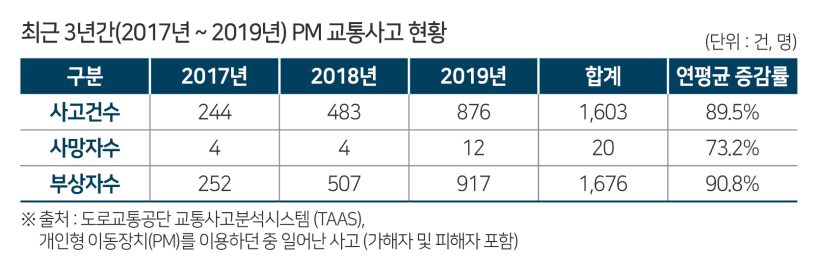 최근 3년간(2017년 ~ 2019년) PM 교통사고 현황
(단위 : 건, 명)
구분 2017년 2018년 2019년 합계 연평균 증감률
사고건수 244 483 876 1,603 89.5%
사망자수 4 4 12 20 73.2%
부상자수 252 507 917 1,676 90.8%
※ 출처 : 도로교통공단 교통사고분석시스템 (TAAS),
개인형 이동장치(PM)를 이용하던 중 일어난 사고 (가해자 및 피해자 포함)